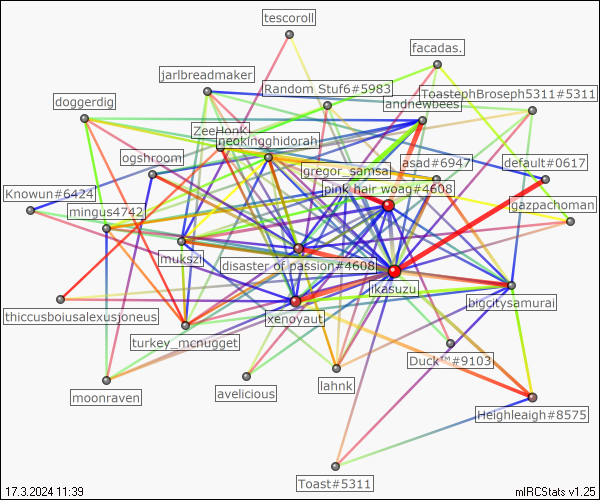 tescoroll
facadas.
jarlbreadmaker
Random Stuf6#5983
ToastephBroseph5311#5311
doggerdig
andnewbees
ZeeHonK
neokingghidorah
ogshroom
gregor_samsa
asad#6947
default#0617
Knowun#6424
pink hair woag#4608
mingus4742
gazpachoman
mukszi
disaster of passion#4608
ikasuzu
bigcitysamurai
thiccusboiusalexusjoneus
xenoyaut
turkey_mcnugget
Duck™#9103
moonraven
avelicious
lahnk
Heighleaigh#8575
Toast#5311
17.3.2024 11:39
mIRCStats v1.25